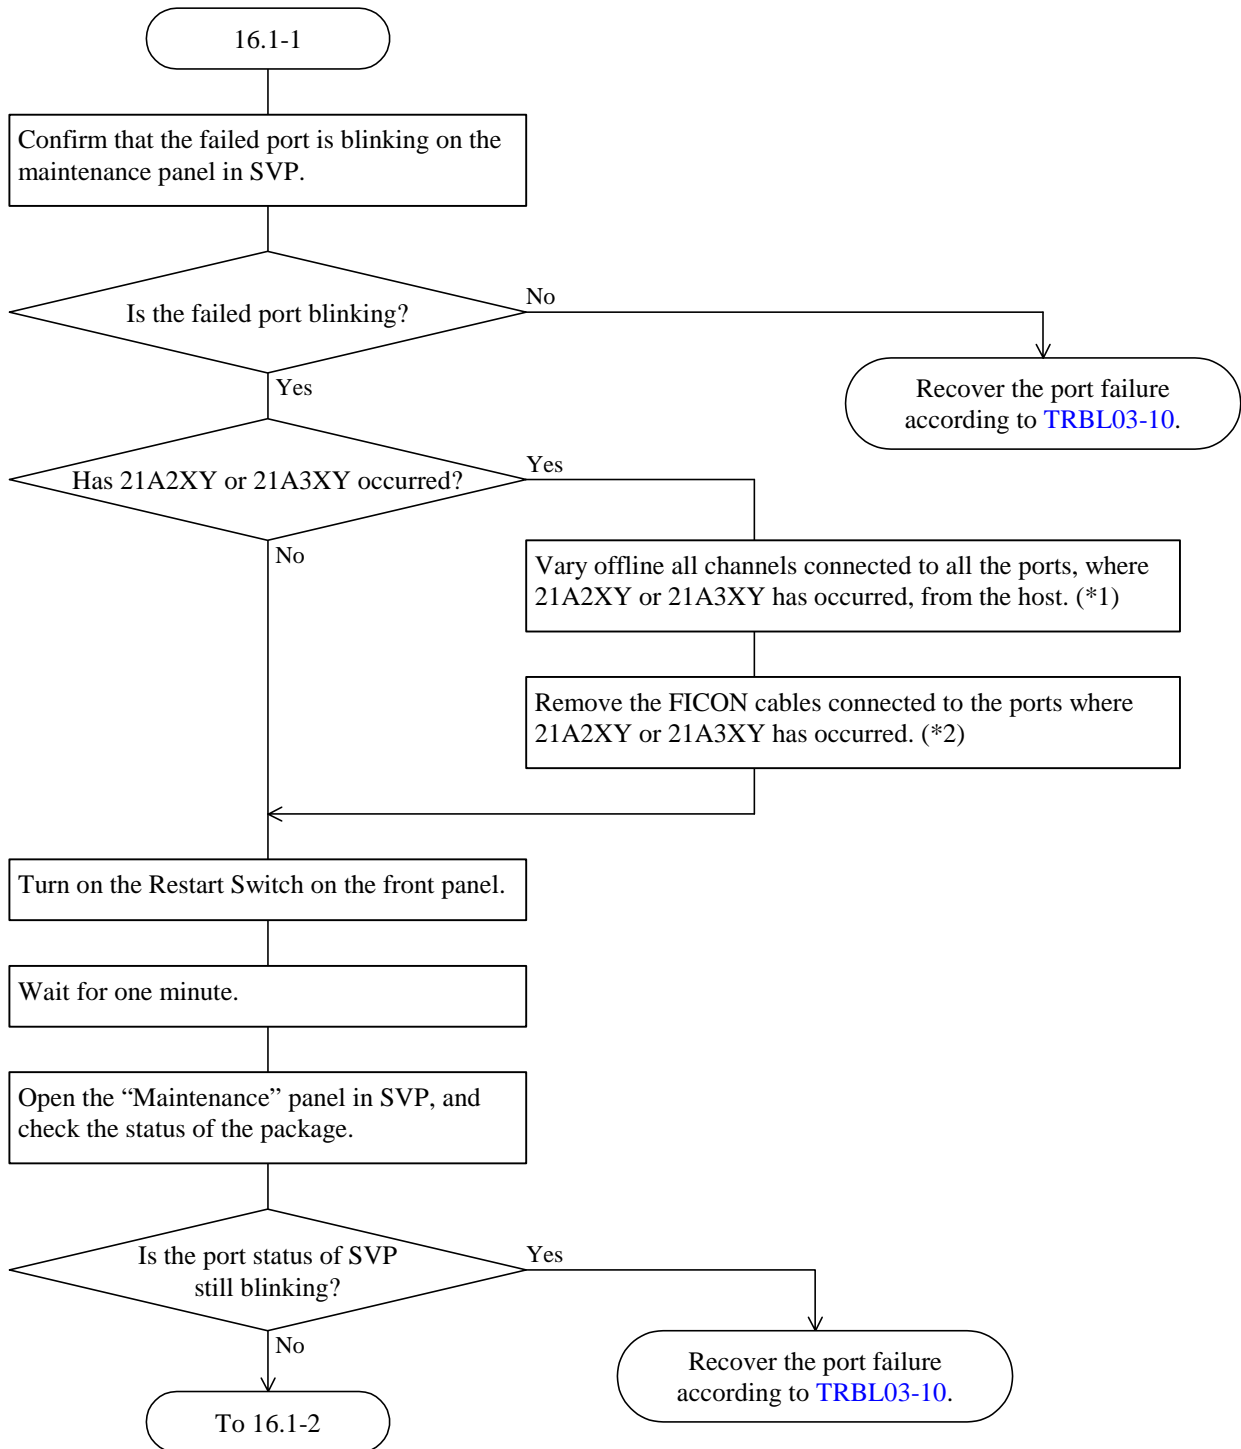 16.1-1
Confirm that the failed port is blinking on the
maintenance panel in SVP.
Is the failed port blinking?
No
Yes
Recover the port failure
according to TRBL03-10.
Has 21A2XY or 21A3XY occurred?
Yes
No
Vary offline all channels connected to all the ports, where
21A2XY or 21A3XY has occurred, from the host. (*1)
Remove the FICON cables connected to the ports where
21A2XY or 21A3XY has occurred. (*2)
Turn on the Restart Switch on the front panel.
Wait for one minute.
Open the “Maintenance” panel in SVP, and
check the status of the package.
Is the port status of SVP
still blinking?
Yes
No
Recover the port failure
according to TRBL03-10.
To 16.1-2